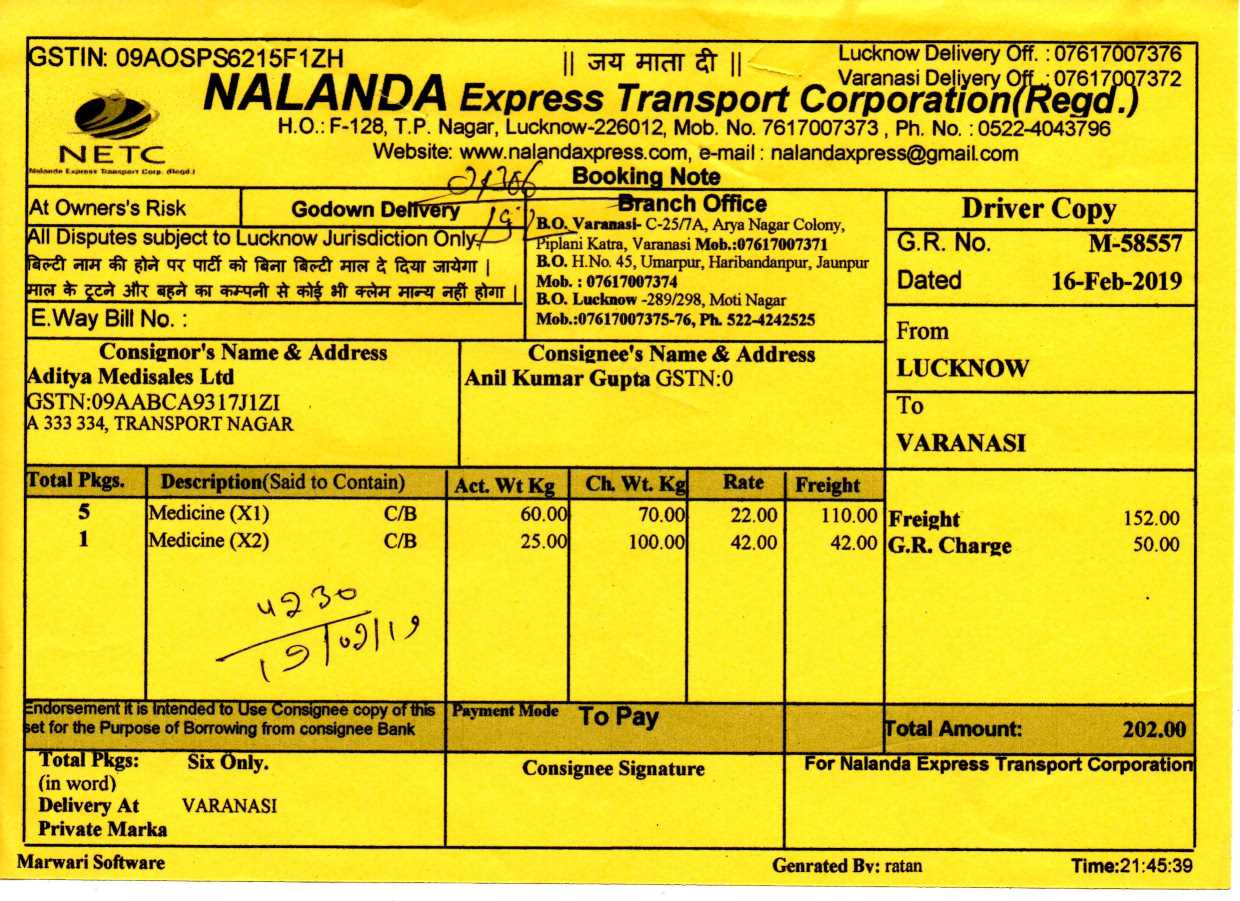 GSTIN: 09AOSPS6215F1ZH
|| जय माता दी ||
Lucknow Delivery Off. : 07617007376
Varanasi Delivery Off. : 07617007372
NALANDA Express Transport Corporation(Regd.)
H.O.: F-128, T.P. Nagar, Lucknow-226012, Mob. No. 7617007373 , Ph. No. : 0522-4043796
NETC
Website: www.nalandaxpress.com, e-mail : nalandaxpress@gmail.com
Nalanda Express Transport Corp. (Regd.)
Booking Note
At Owners's Risk
Godown Delivery
Branch Office
Driver Copy
All Disputes subject to Lucknow Jurisdiction Only.
बिल्टी नाम की होने पर पार्टी को बिना बिल्टी माल दे दिया जायेगा |
माल के टूटने और बहने का कम्पनी से कोई भी क्लेम मान्य नहीं होगा |
E.Way Bill No. :
B.O. Varanasi- C-25/7A, Arya Nagar Colony,
Piplani Katra, Varanasi Mob.:07617007371
B.O. H.No. 45, Umarpur, Haribandanpur, Jaunpur
Mob. : 07617007374
B.O. Lucknow -289/298, Moti Nagar
Mob.:07617007375-76, Ph. 522-4242525
G.R. No. M-58557
Dated 16-Feb-2019
From
LUCKNOW
To
VARANASI
Consignor's Name & Address
Aditya Medisales Ltd
GSTN:09AABCA9317J1ZI
A 333 334, TRANSPORT NAGAR
Consignee's Name & Address
Anil Kumar Gupta GSTN:0
Total Pkgs. Description(Said to Contain) Act. Wt Kg Ch. Wt. Kg Rate Freight
5 Medicine (X1) C/B 60.00 70.00 22.00 110.00
1 Medicine (X2) C/B 25.00 100.00 42.00 42.00
Freight 152.00
G.R. Charge 50.00
4230
19/02/19
Endorsement it is Intended to Use Consignee copy of this
set for the Purpose of Borrowing from consignee Bank
Payment Mode To Pay
Total Amount: 202.00
Total Pkgs: Six Only.
(in word)
Delivery At VARANASI
Private Marka
Consignee Signature
For Nalanda Express Transport Corporation
Marwari Software
Genrated By: ratan
Time:21:45:39